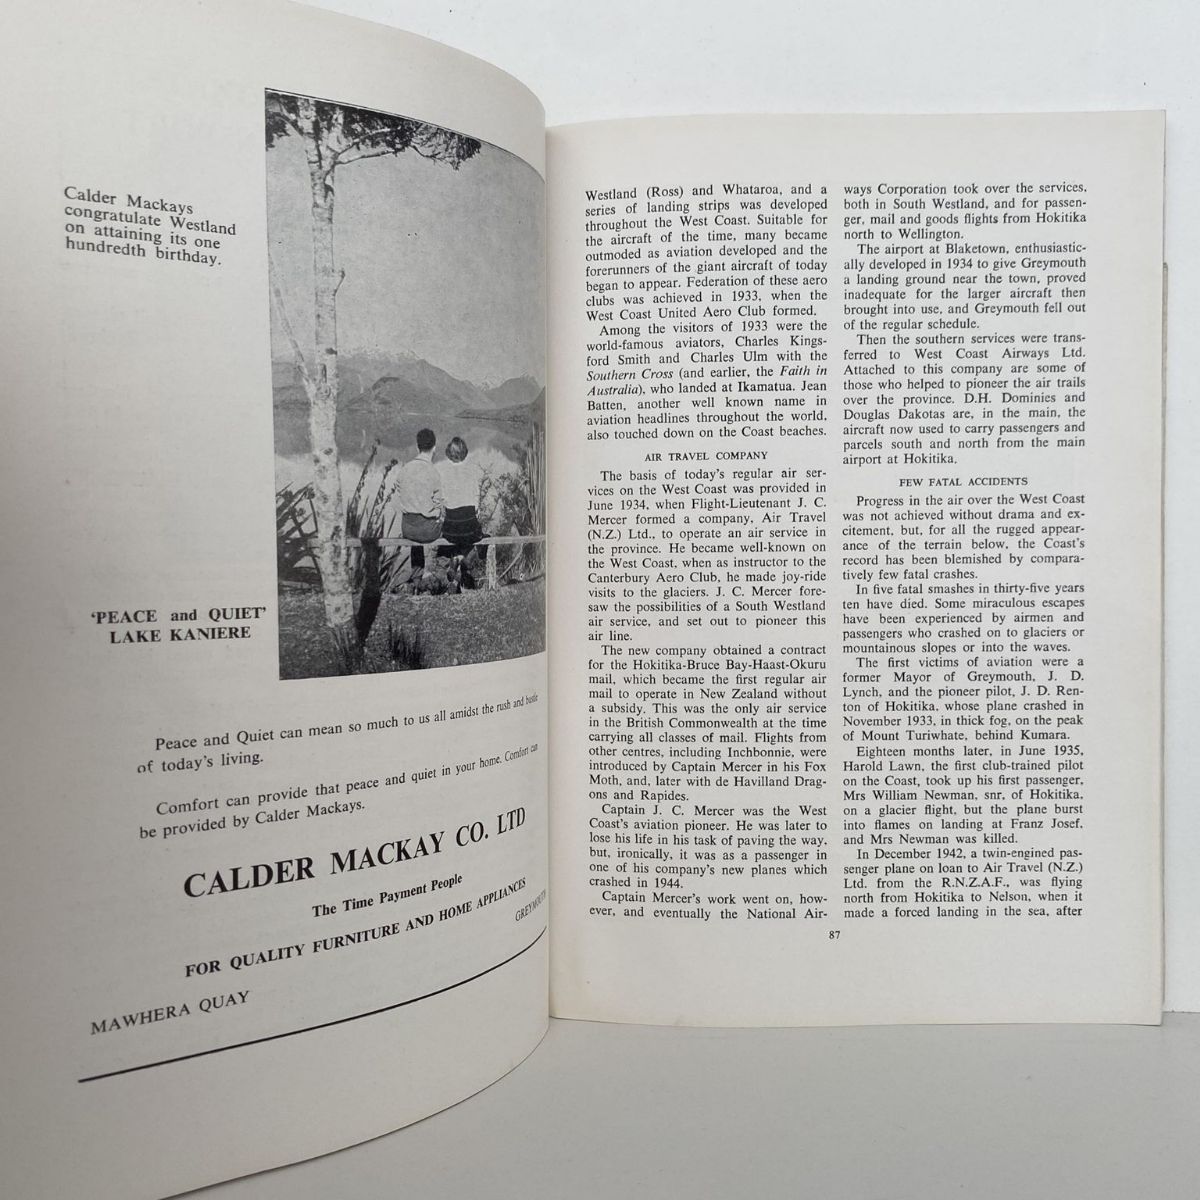 Calder Mackays
congratulate Westland
on attaining its one
hundredth birthday.
'PEACE and QUIET'
LAKE KANIERE
Peace and Quiet can mean so much to us all amidst the rush and bustle
of today's living.
Comfort can provide that peace and quiet in your home. Comfort can
be provided by Calder Mackays.
CALDER MACKAY CO. LTD
The Time Payment People
FOR QUALITY FURNITURE AND HOME APPLIANCES
MAWHERA QUAY
GREYMOUTH
Westland (Ross) and Whataroa, and a
series of landing strips was developed
throughout the West Coast. Suitable for
the aircraft of the time, many became
outmoded as aviation developed and the
forerunners of the giant aircraft of today
began to appear. Federation of these aero
clubs was achieved in 1933, when the
West Coast United Aero Club formed.
Among the visitors of 1933 were the
world-famous aviators, Charles Kings-
ford Smith and Charles Ulm with the
Southern Cross (and earlier, the Faith in
Australia), who landed at Ikamatua. Jean
Batten, another well known name in
aviation headlines throughout the world,
also touched down on the Coast beaches.
AIR TRAVEL COMPANY
The basis of today's regular air ser-
vices on the West Coast was provided in
June 1934, when Flight-Lieutenant J. C.
Mercer formed a company, Air Travel
(N.Z.) Ltd., to operate an air service in
the province. He became well-known on
the West Coast, when as instructor to the
Canterbury Aero Club, he made joy-ride
visits to the glaciers. J. C. Mercer fore-
saw the possibilities of a South Westland
air service, and set out to pioneer this
air line.
The new company obtained a contract
for the Hokitika-Bruce Bay-Haast-Okuru
mail, which became the first regular air
mail to operate in New Zealand without
a subsidy. This was the only air service
in the British Commonwealth at the time
carrying all classes of mail. Flights from
other centres, including Inchbonnie, were
introduced by Captain Mercer in his Fox
Moth, and, later with de Havilland Drag-
ons and Rapides.
Captain J. C. Mercer was the West
Coast's aviation pioneer. He was later to
lose his life in his task of paving the way,
but, ironically, it was as a passenger in
one of his company's new planes which
crashed in 1944.
Captain Mercer's work went on, how-
ever, and eventually the National Air-
ways Corporation took over the services,
both in South Westland, and for passen-
ger, mail and goods flights from Hokitika
north to Wellington.
The airport at Blaketown, enthusiastic-
ally developed in 1934 to give Greymouth
a landing ground near the town, proved
inadequate for the larger aircraft then
brought into use, and Greymouth fell out
of the regular schedule.
Then the southern services were trans-
ferred to West Coast Airways Ltd.
Attached to this company are some of
those who helped to pioneer the air trails
over the province. D.H. Dominies and
Douglas Dakotas are, in the main, the
aircraft now used to carry passengers and
parcels south and north from the main
airport at Hokitika.
FEW FATAL ACCIDENTS
Progress in the air over the West Coast
was not achieved without drama and ex-
citement, but, for all the rugged appear-
ance of the terrain below, the Coast's
record has been blemished by compara-
tively few fatal crashes.
In five fatal smashes in thirty-five years
ten have died. Some miraculous escapes
have been experienced by airmen and
passengers who crashed on to glaciers or
mountainous slopes or into the waves.
The first victims of aviation were a
former Mayor of Greymouth, J. D.
Lynch, and the pioneer pilot, J. D. Ren-
ton of Hokitika, whose plane crashed in
November 1933, in thick fog, on the peak
of Mount Turiwhate, behind Kumara.
Eighteen months later, in June 1935,
Harold Lawn, the first club-trained pilot
on the Coast, took up his first passenger,
Mrs William Newman, snr, of Hokitika,
on a glacier flight, but the plane burst
into flames on landing at Franz Josef,
and Mrs Newman was killed.
In December 1942, a twin-engined pas-
senger plane on loan to Air Travel (N.Z.)
Ltd. from the R.N.Z.A.F., was flying
north from Hokitika to Nelson, when it
made a forced landing in the sea, after
87